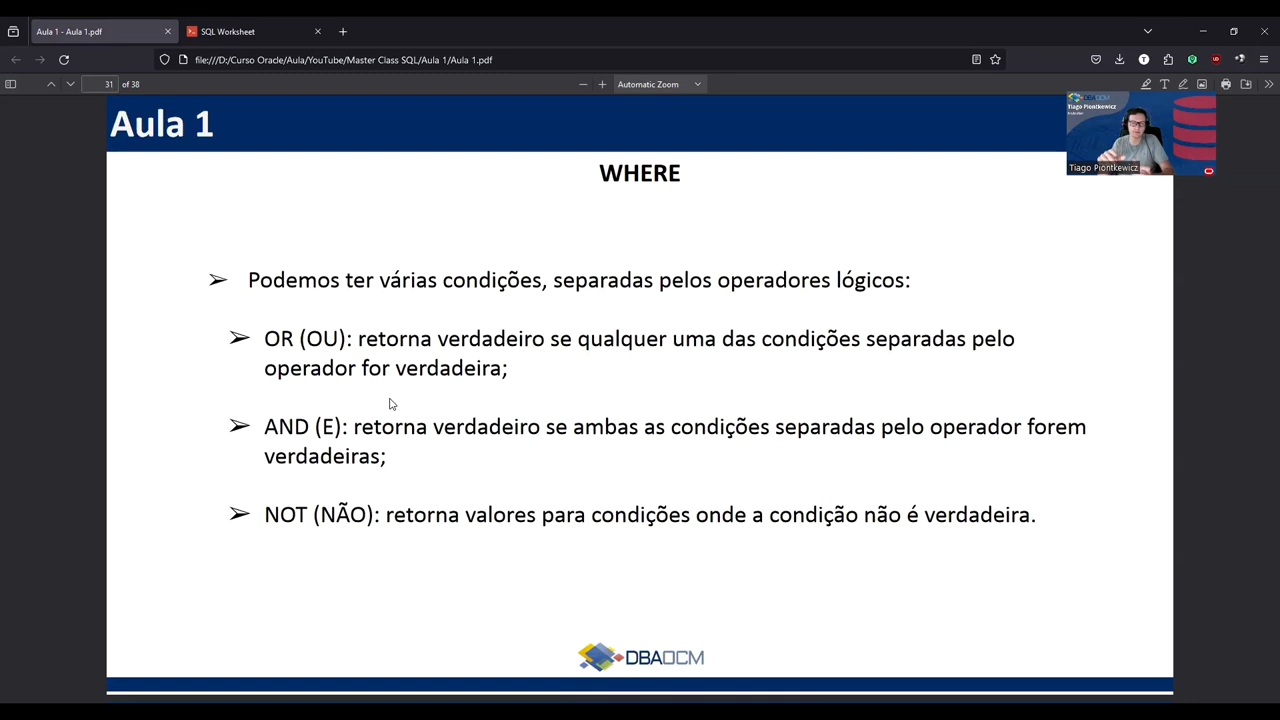 Aula 1 - Aula 1.pdf
SQL Worksheet
file:///D:/Curso Oracle/Aula/YouTube/Master Class SQL/Aula 1/Aula 1.pdf
31 of 38
Automatic Zoom
Aula 1
DBAOCM
Tiago Piontkewicz
Tiago Piontkewicz
WHERE
➢ Podemos ter várias condições, separadas pelos operadores lógicos:
➢ OR (OU): retorna verdadeiro se qualquer uma das condições separadas pelo
operador for verdadeira;
➢ AND (E): retorna verdadeiro se ambas as condições separadas pelo operador forem
verdadeiras;
➢ NOT (NÃO): retorna valores para condições onde a condição não é verdadeira.
DBAOCM